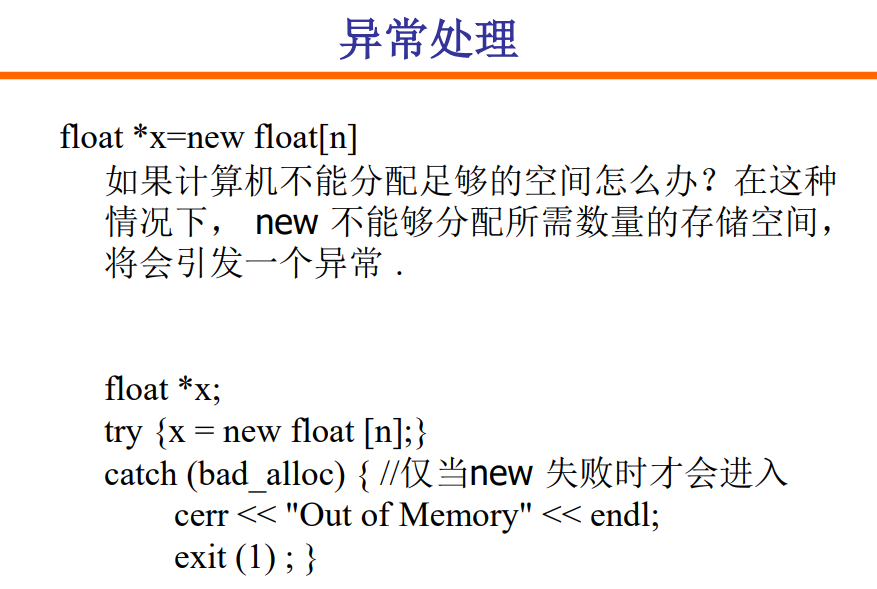 异常处理
float *x=new float[n]
如果计算机不能分配足够的空间怎么办？在这种
情况下， new 不能够分配所需数量的存储空间，
将会引发一个异常 .
float *x;
try {x = new float [n];}
catch (bad_alloc) { //仅当new 失败时才会进入
cerr << "Out of Memory" << endl;
exit (1) ; }